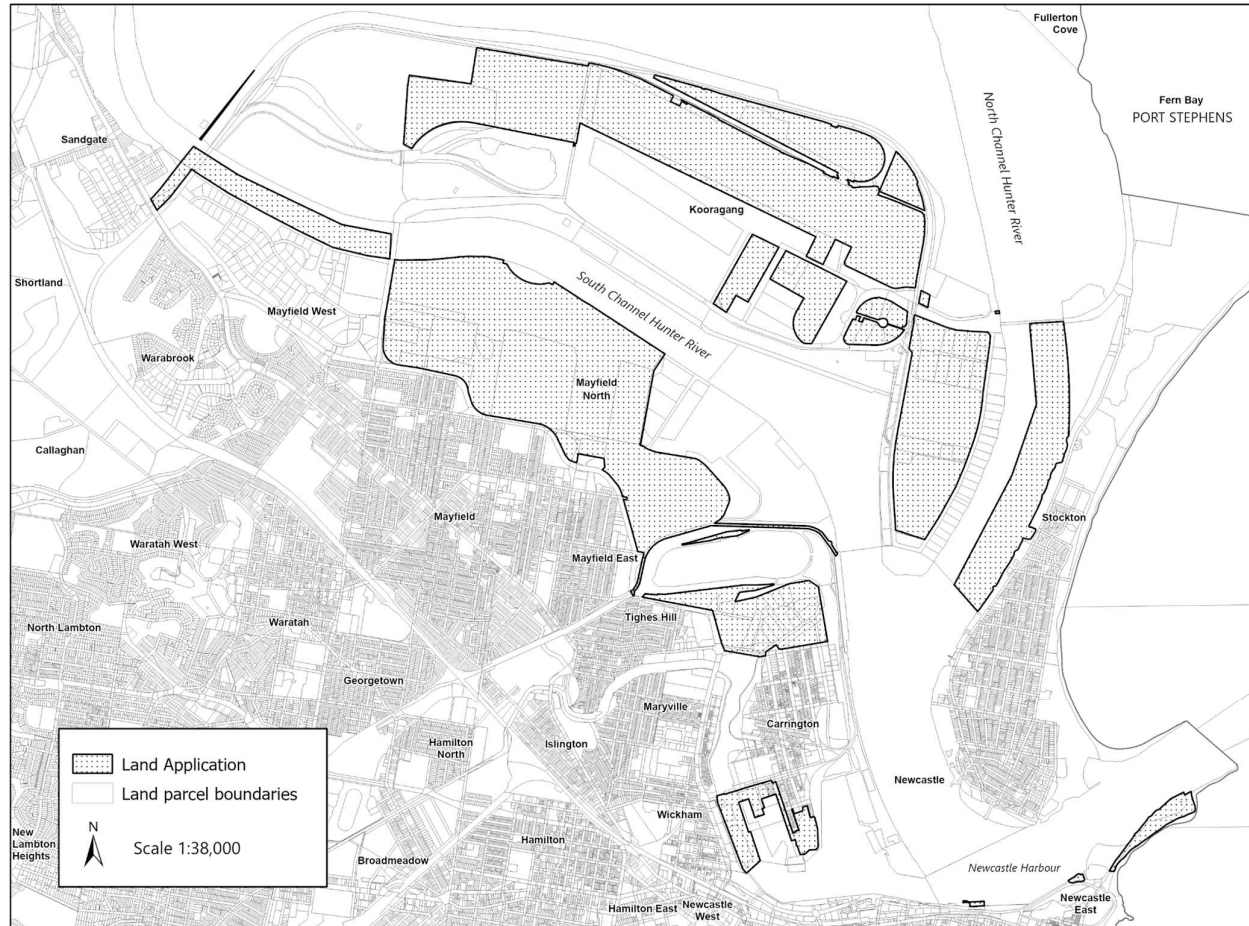 Fullerton
Cove
Fern Bay
PORT STEPHENS
North Channel Hunter River
Sandgate
Kooragang
Shortland
South Channel Hunter River
Mayfield West
Warabrook
Mayfield
North
Callaghan
Mayfield
Stockton
Waratah West
Mayfield East
Tighes Hill
North Lambton
Waratah
Georgetown
Maryville
Carrington
Hamilton
North
Islington
Newcastle
Land Application
Land parcel boundaries
N
Scale 1:38,000
Wickham
New
Lambton
Heights
Broadmeadow
Hamilton
Newcastle Harbour
Hamilton East
Newcastle
West
Newcastle
East